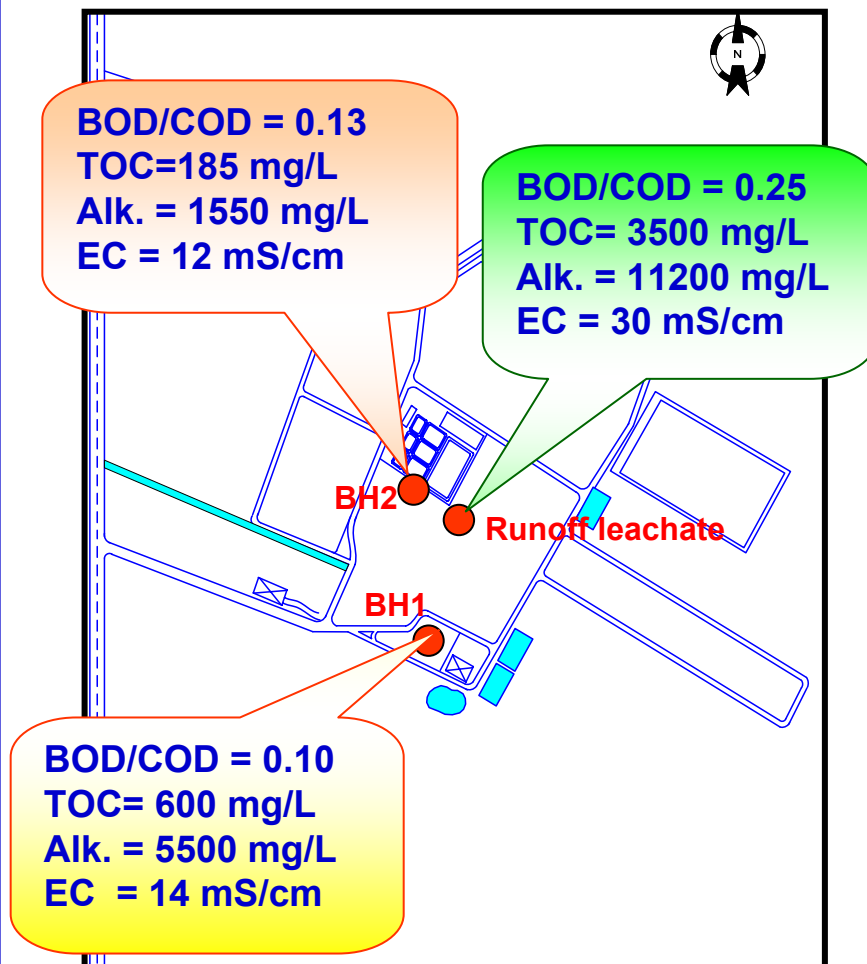 N
BOD/COD = 0.13
TOC=185 mg/L
Alk. = 1550 mg/L
EC = 12 mS/cm
BOD/COD = 0.25
TOC= 3500 mg/L
Alk. = 11200 mg/L
EC = 30 mS/cm
BH2
Runoff leachate
BH1
BOD/COD = 0.10
TOC= 600 mg/L
Alk. = 5500 mg/L
EC  = 14 mS/cm